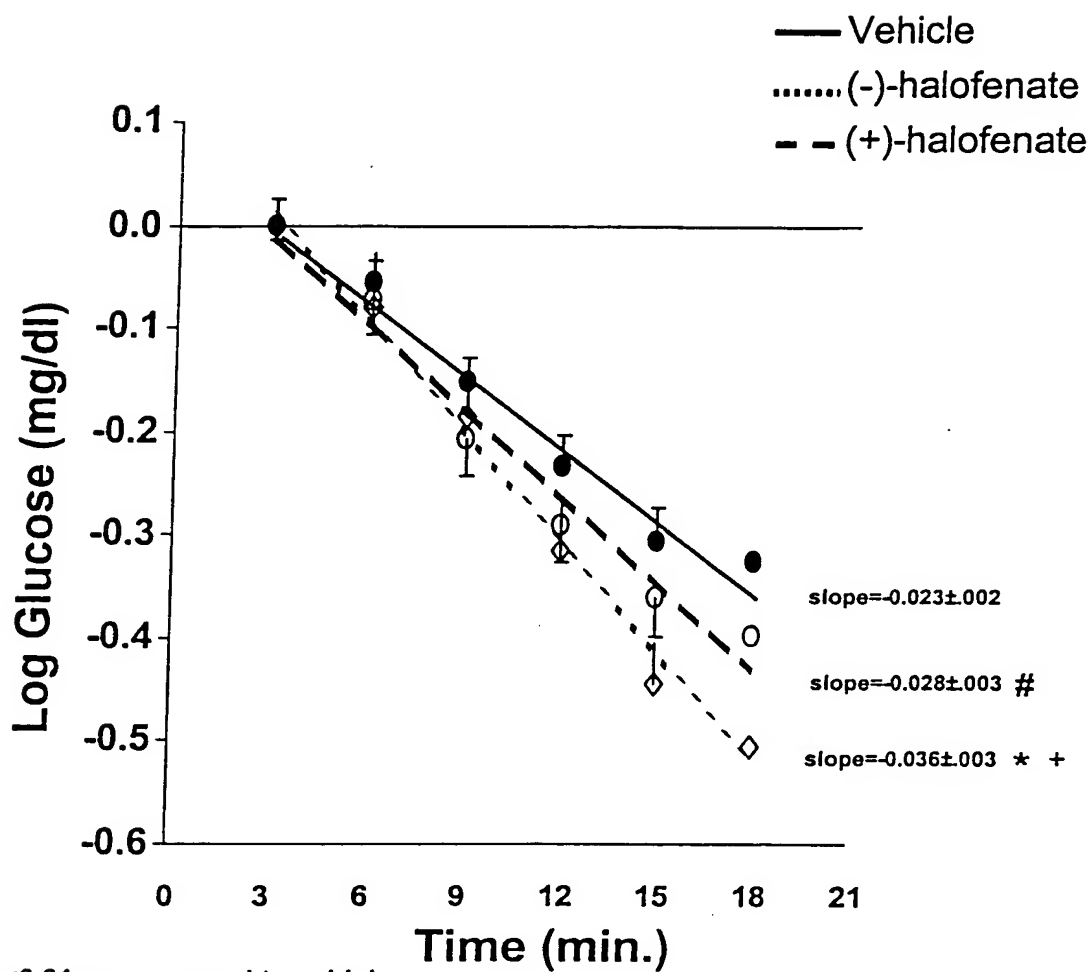 Vehicle
(-)-halofenate
(+)-halofenate
0.1
0.0
-0.1
-0.2
-0.3
-0.4
-0.5
-0.6
Log Glucose (mg/dl)
slope=-0.023±.002
slope=-0.028±.003 #
slope=-0.036±.003 * +
0 3 6 9 12 15 18 21
Time (min.)